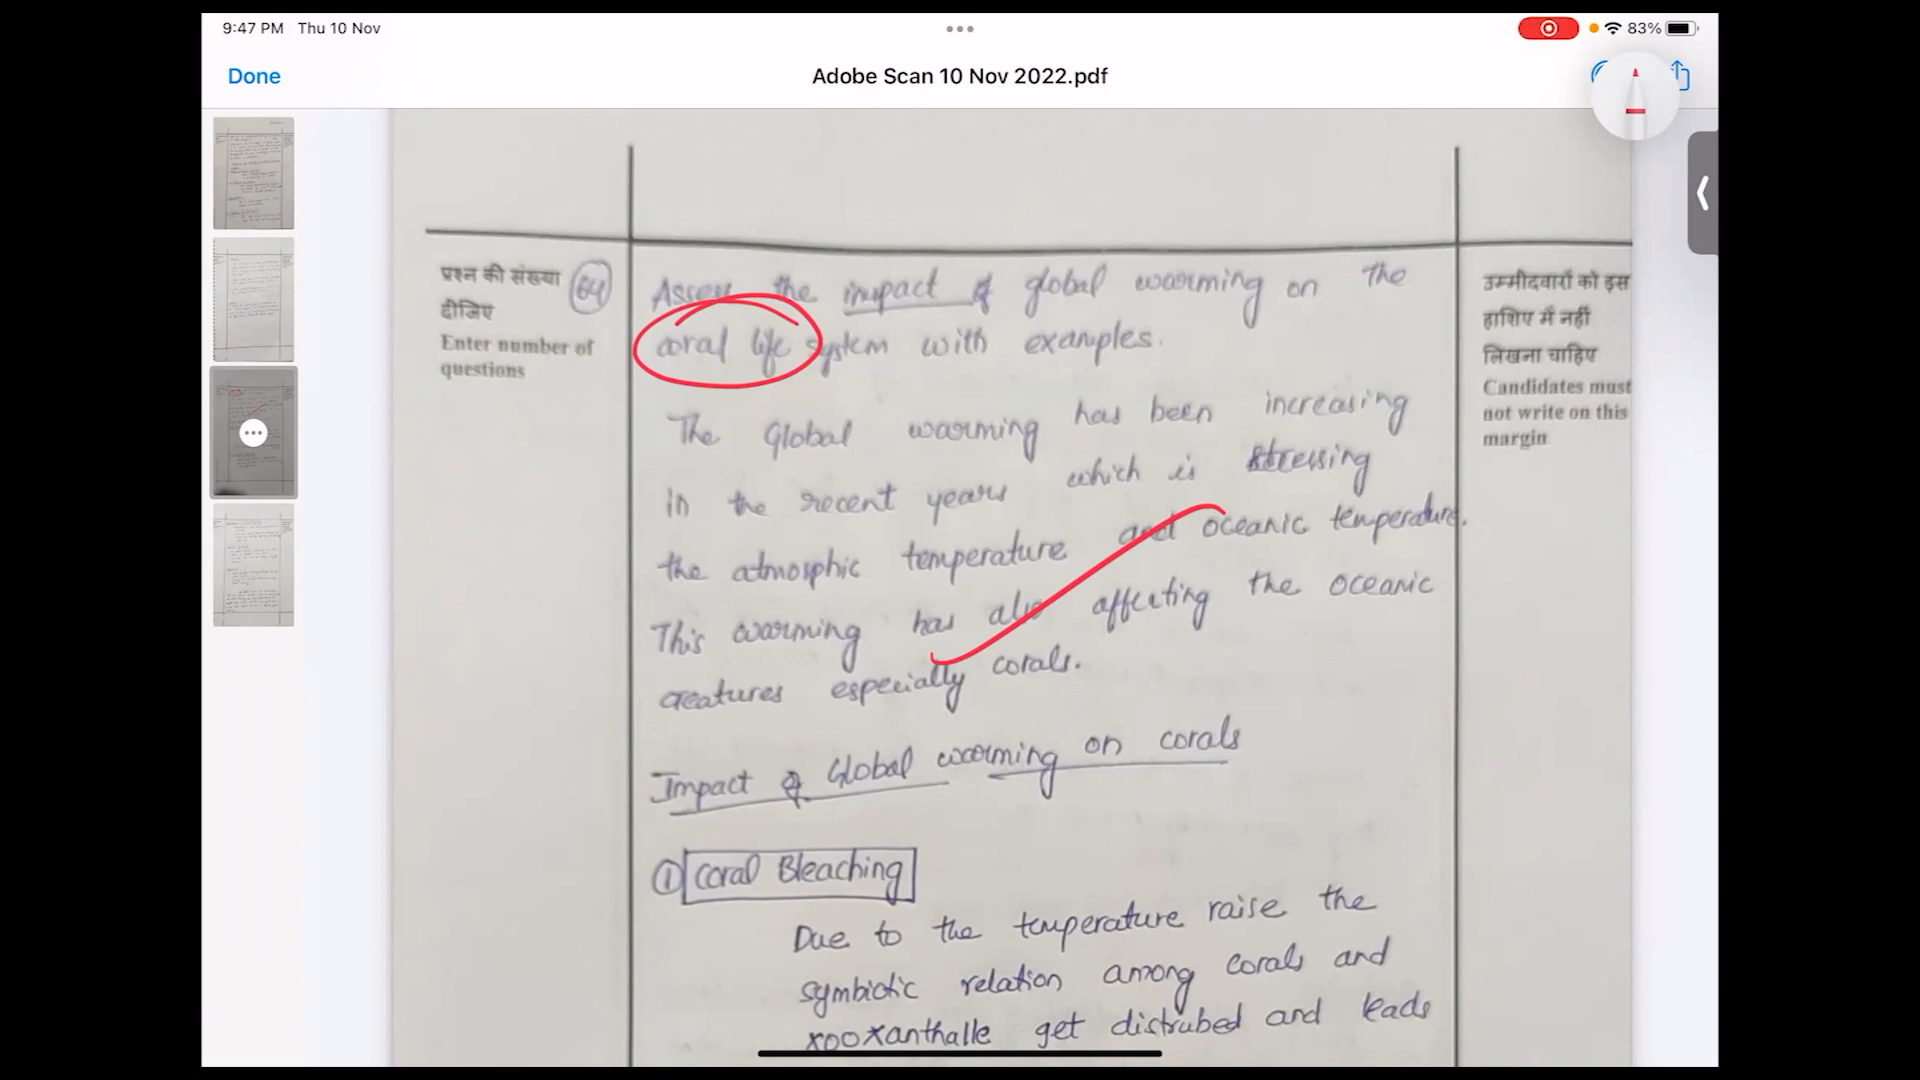 9:47 PM Thu 10 Nov
83%
Done
Adobe Scan 10 Nov 2022.pdf
प्रश्न की संख्या
दीजिए
Enter number of
questions
Assess the impact of global warming on the
coral life system with examples.
The Global warming has been increasing
in the recent years which is stressing
the atmosphic temperature and oceanic temperature.
This warming has also affecting the oceanic
creatures especially corals.
Impact of Global warming on corals
① Coral Bleaching
Due to the temperature raise the
symbiotic relation among corals and
xooxanthalle get distrubed and leads
उम्मीदवारों को इस
हाशिए में नहीं
लिखना चाहिए
Candidates must
not write on this
margin